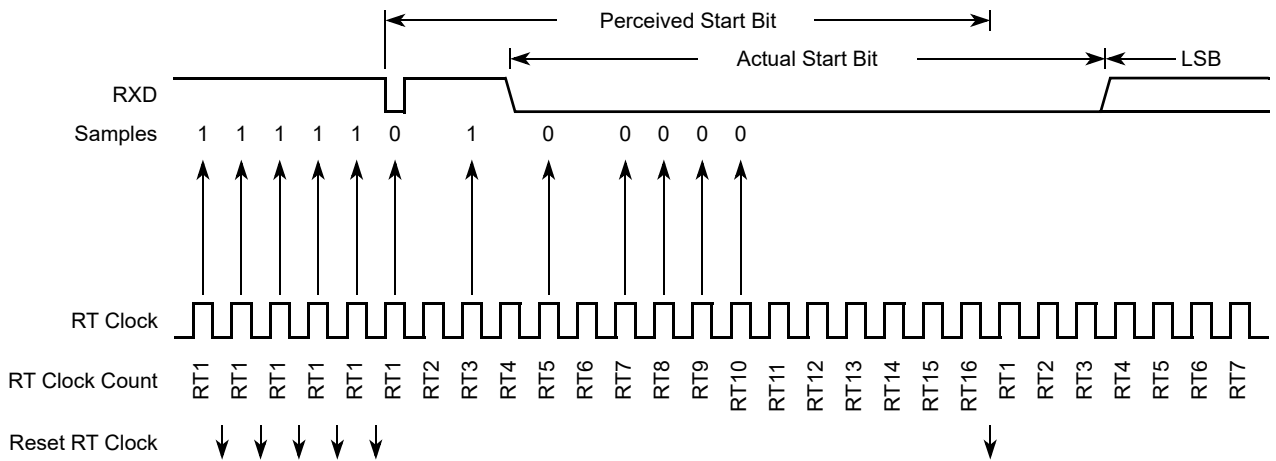 Perceived Start Bit
Actual Start Bit
LSB
RXD
Samples 1 1 1 1 1 0 1 0 0 0 0 0
RT Clock
RT Clock Count RT1 RT1 RT1 RT1 RT1 RT1 RT2 RT3 RT4 RT5 RT6 RT7 RT8 RT9 RT10 RT11 RT12 RT13 RT14 RT15 RT16 RT1 RT2 RT3 RT4 RT5 RT6 RT7
Reset RT Clock